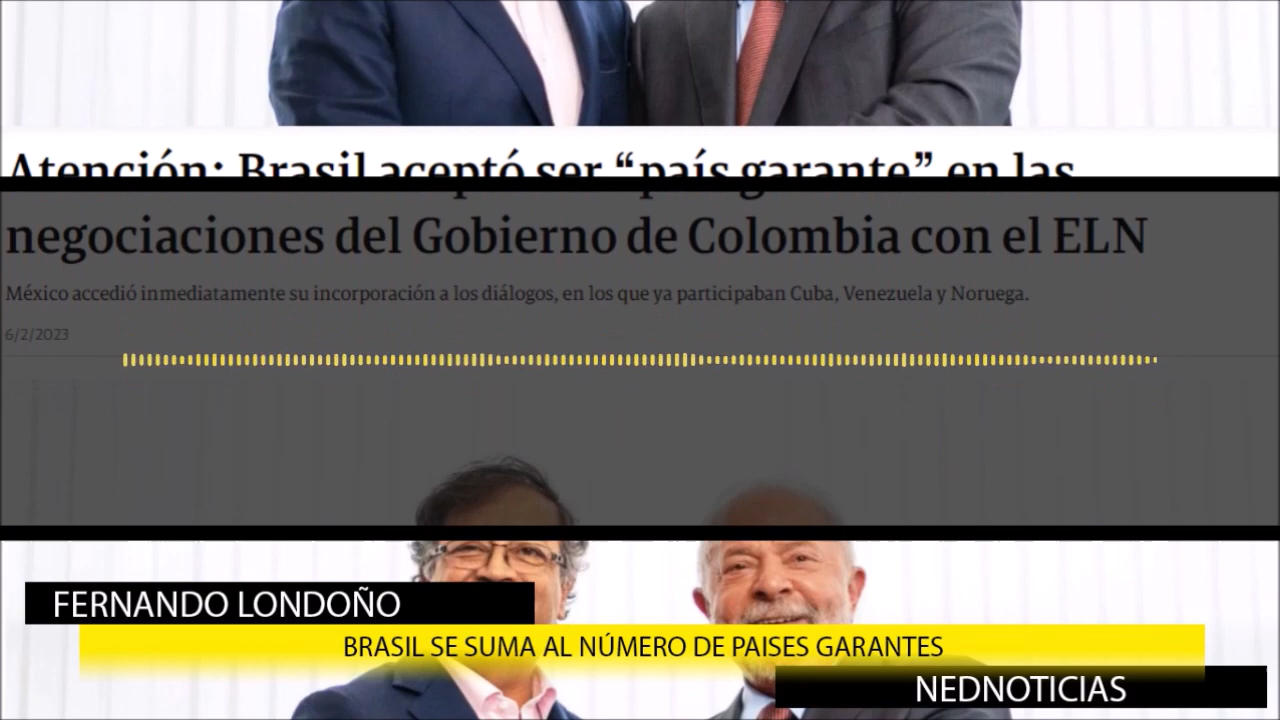 Atención: Brasil aceptó ser “país garante” en las
negociaciones del Gobierno de Colombia con el ELN
México accedió inmediatamente su incorporación a los diálogos, en los que ya participaban Cuba, Venezuela y Noruega.
6/2/2023
FERNANDO LONDOÑO
BRASIL SE SUMA AL NÚMERO DE PAISES GARANTES
NEDNOTICIAS